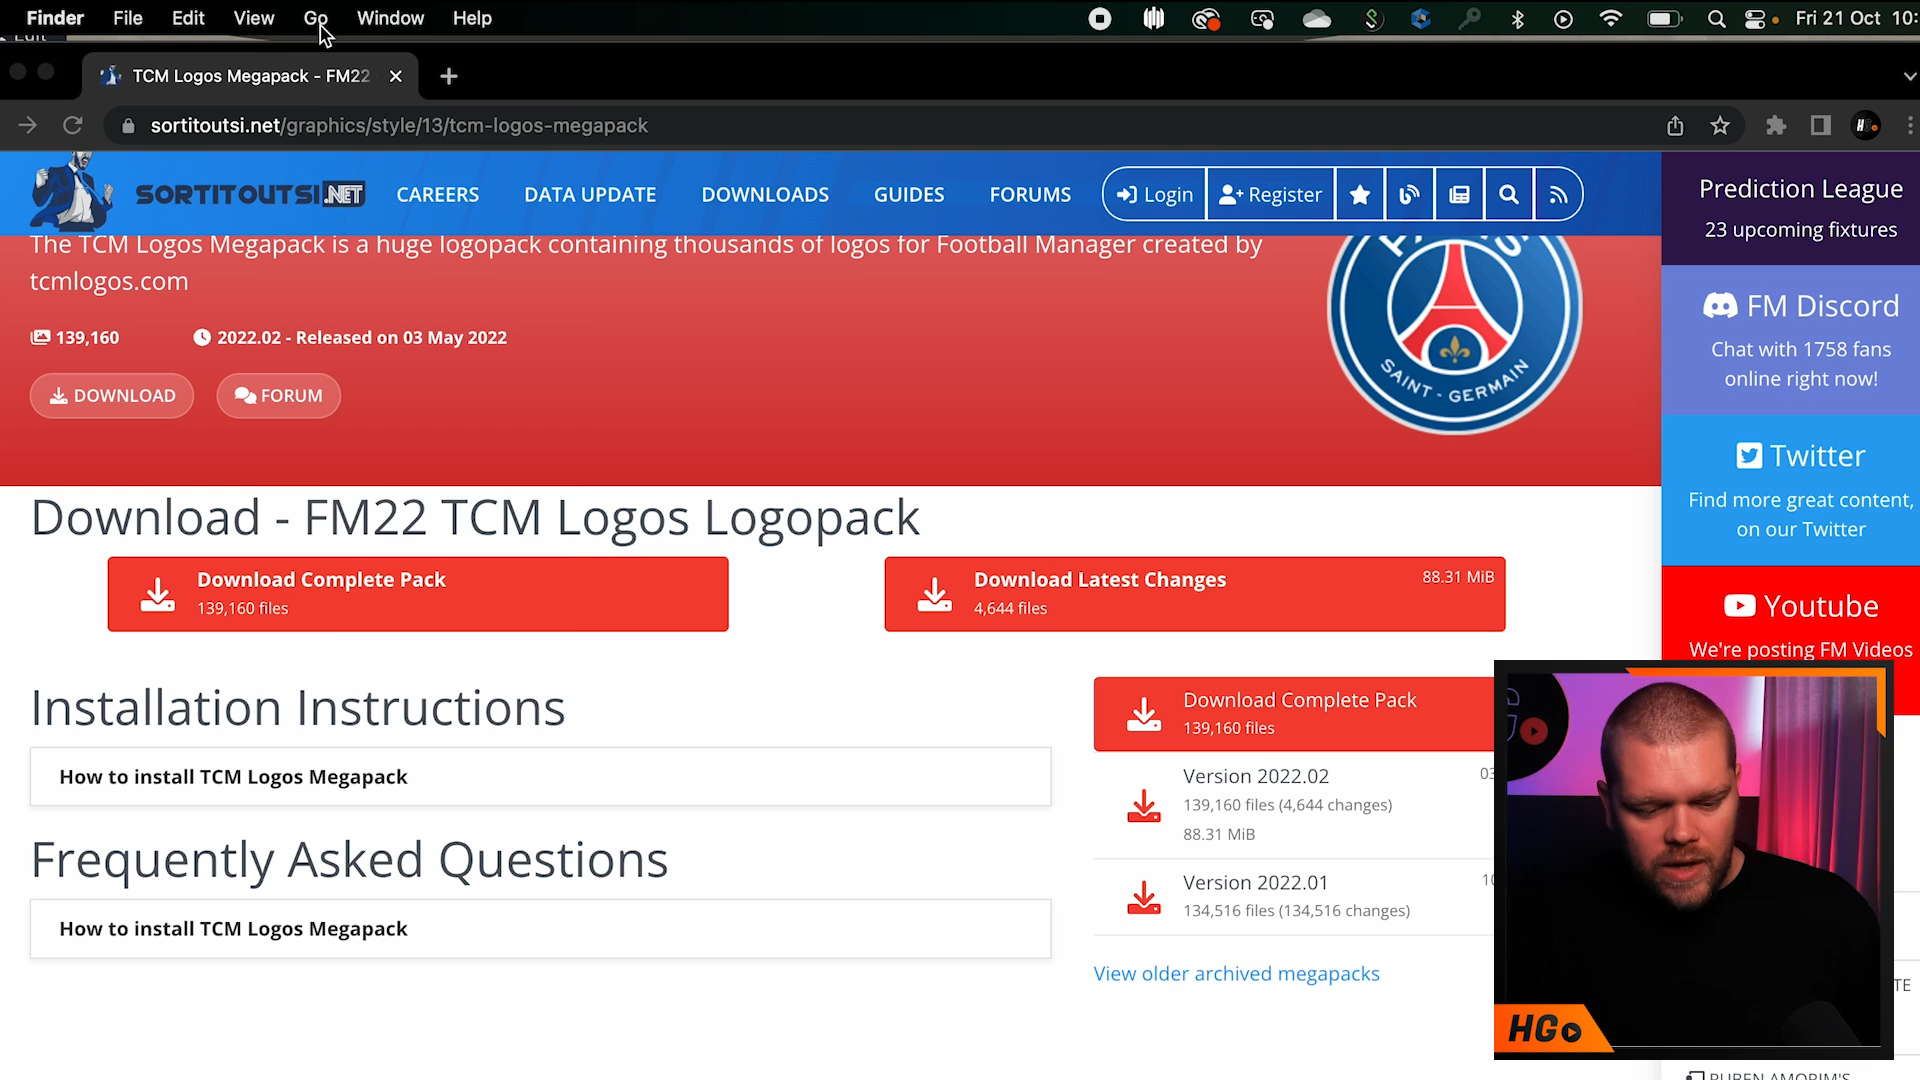 Finder File Edit View Go Window Help
Fri 21 Oct 10:
TCM Logos Megapack - FM22
sortitoutsi.net/graphics/style/13/tcm-logos-megapack
SORTITOUTSI.NET CAREERS DATA UPDATE DOWNLOADS GUIDES FORUMS Login Register
The TCM Logos Megapack is a huge logopack containing thousands of logos for Football Manager created by
tcmlogos.com
139,160
2022.02 - Released on 03 May 2022
DOWNLOAD
FORUM
SAINT - GERMAIN
Prediction League
23 upcoming fixtures
FM Discord
Chat with 1758 fans
online right now!
Twitter
Find more great content,
on our Twitter
Youtube
We're posting FM Videos
Download - FM22 TCM Logos Logopack
Download Complete Pack
139,160 files
Download Latest Changes
88.31 MiB
4,644 files
Installation Instructions
How to install TCM Logos Megapack
Frequently Asked Questions
How to install TCM Logos Megapack
Download Complete Pack
139,160 files
Version 2022.02
03
139,160 files (4,644 changes)
88.31 MiB
Version 2022.01
10
134,516 files (134,516 changes)
View older archived megapacks
TE
HG
RUBEN AMORIM'S